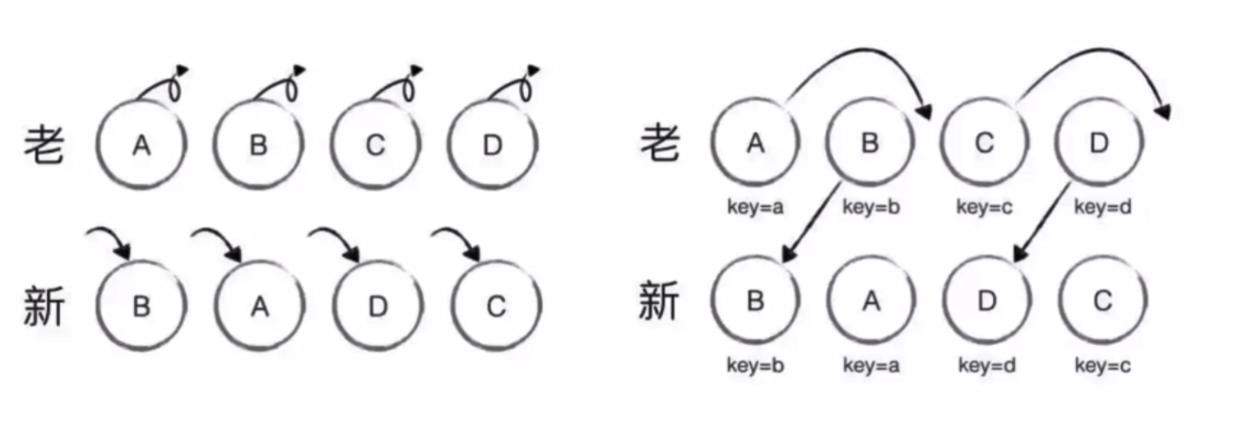 老 A B C D
新 B A D C
老 A B C D
key=a key=b key=c key=d
新 B A D C
key=b key=a key=d key=c